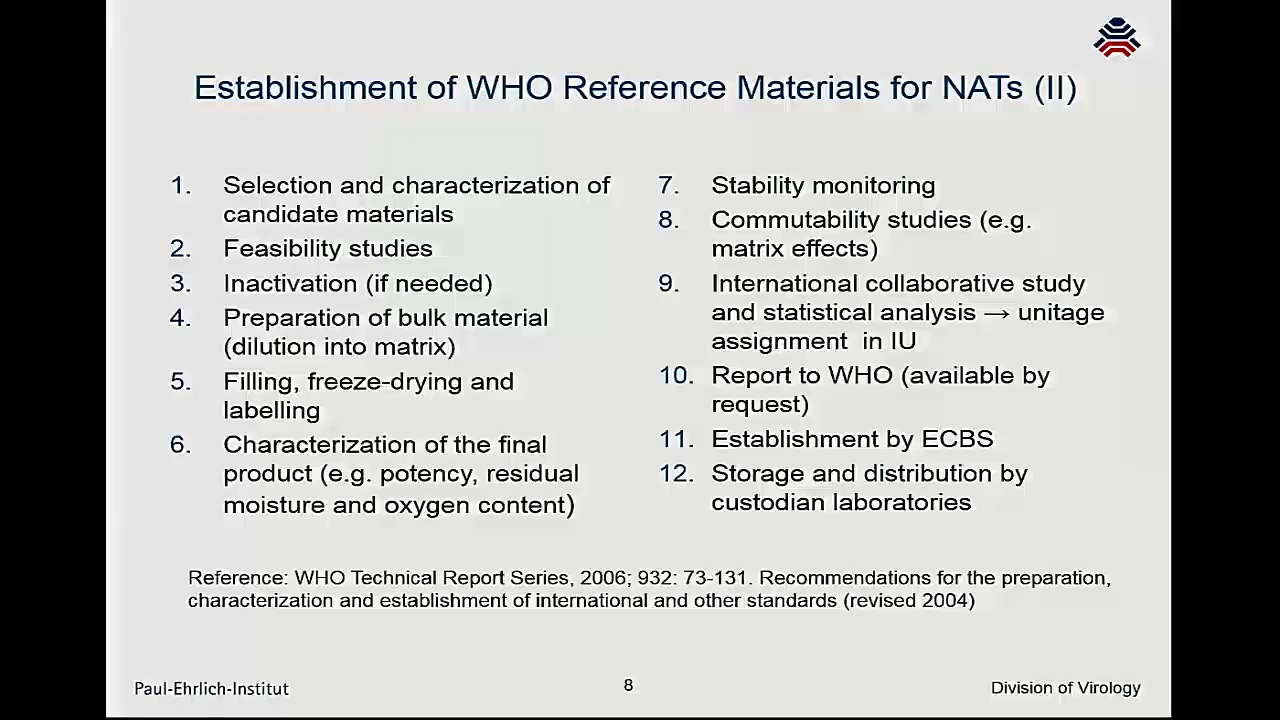 Establishment of WHO Reference Materials for NATs (II)
1. Selection and characterization of
candidate materials
2. Feasibility studies
3. Inactivation (if needed)
4. Preparation of bulk material
(dilution into matrix)
5. Filling, freeze-drying and
labelling
6. Characterization of the final
product (e.g. potency, residual
moisture and oxygen content)
7. Stability monitoring
8. Commutability studies (e.g.
matrix effects)
9. International collaborative study
and statistical analysis → unitage
assignment in IU
10. Report to WHO (available by
request)
11. Establishment by ECBS
12. Storage and distribution by
custodian laboratories
Reference: WHO Technical Report Series, 2006; 932: 73-131. Recommendations for the preparation,
characterization and establishment of international and other standards (revised 2004)
Paul-Ehrlich-Institut
8
Division of Virology